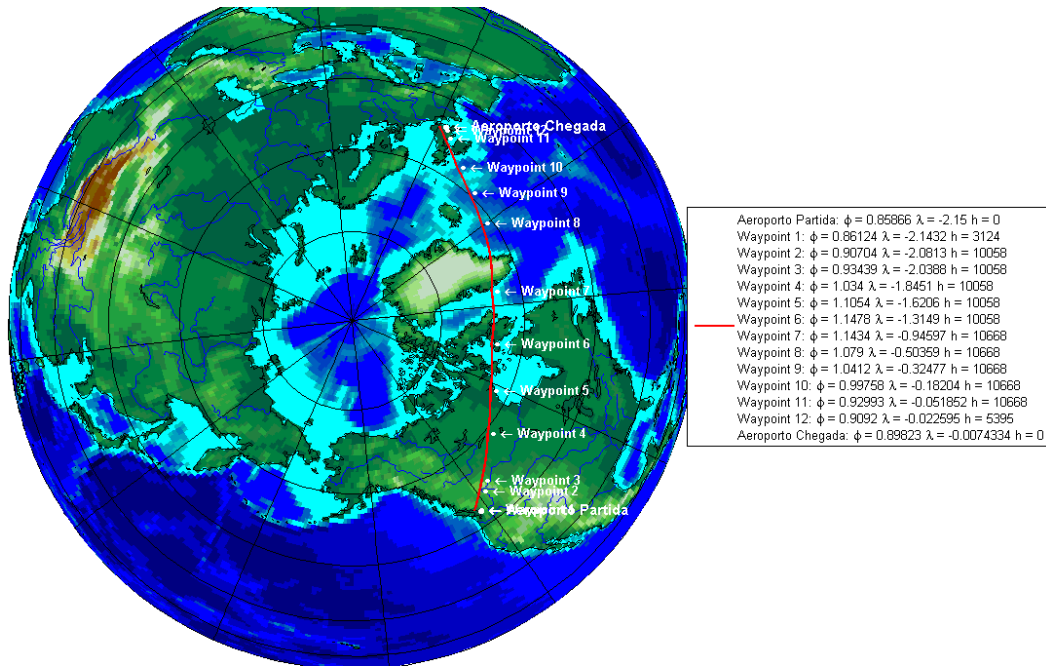 ← Aeroporto Chegada
← Waypoint 11
← Waypoint 10
← Waypoint 9
← Waypoint 8
← Waypoint 7
← Waypoint 6
← Waypoint 5
← Waypoint 4
← Waypoint 3
← Waypoint 2
← Aeroporto Partida
Aeroporto Partida: ϕ = 0.85866 λ = -2.15 h = 0
Waypoint 1: ϕ = 0.86124 λ = -2.1432 h = 3124
Waypoint 2: ϕ = 0.90704 λ = -2.0813 h = 10058
Waypoint 3: ϕ = 0.93439 λ = -2.0388 h = 10058
Waypoint 4: ϕ = 1.034 λ = -1.8451 h = 10058
Waypoint 5: ϕ = 1.1054 λ = -1.6206 h = 10058
Waypoint 6: ϕ = 1.1478 λ = -1.3149 h = 10058
Waypoint 7: ϕ = 1.1434 λ = -0.94597 h = 10668
Waypoint 8: ϕ = 1.079 λ = -0.50359 h = 10668
Waypoint 9: ϕ = 1.0412 λ = -0.32477 h = 10668
Waypoint 10: ϕ = 0.99758 λ = -0.18204 h = 10668
Waypoint 11: ϕ = 0.92993 λ = -0.051852 h = 10668
Waypoint 12: ϕ = 0.9092 λ = -0.022595 h = 5395
Aeroporto Chegada: ϕ = 0.89823 λ = -0.0074334 h = 0